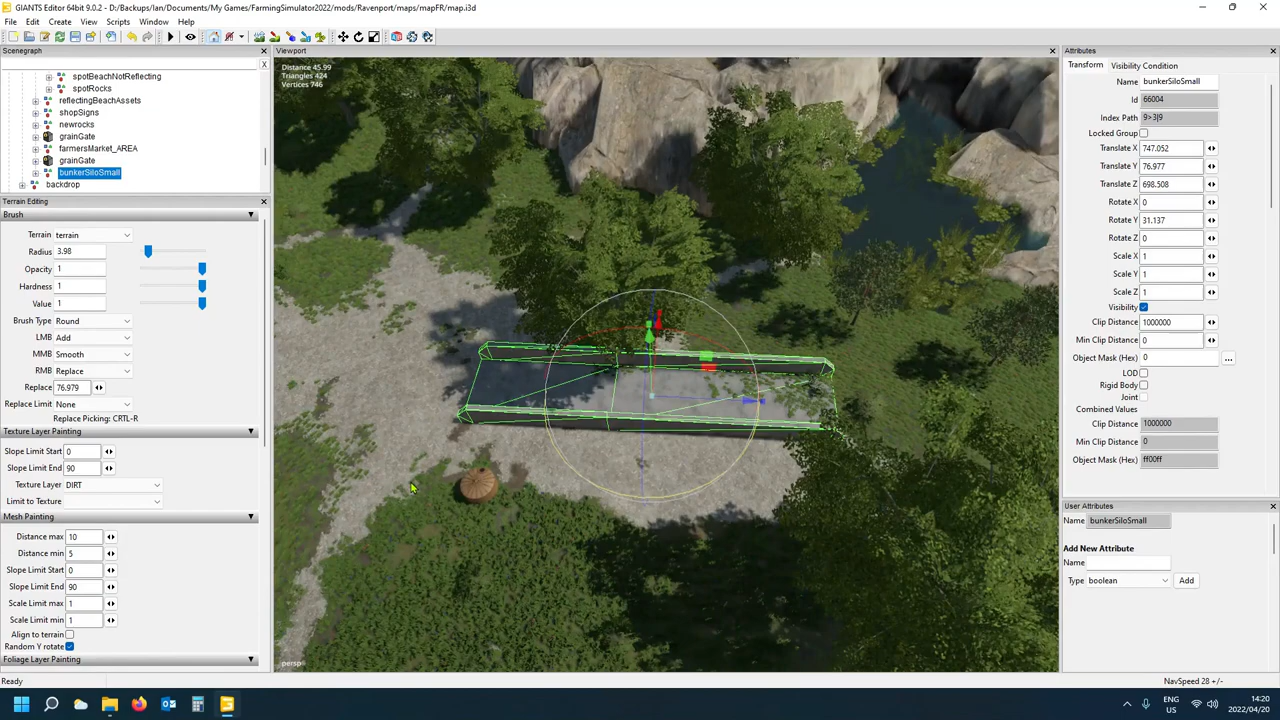 GIANTS Editor 64bit 9.0.2 - D:/Backups/Ian/Documents/My Games/FarmingSimulator2022/mods/Ravenport/maps/mapFR/map.i3d
File Edit Create View Scripts Window Help
Scenegraph
X
spotBeachNotReflecting
spotRocks
reflectingBeachAssets
shopSigns
newrocks
grainGate
farmersMarket_AREA
grainGate
bunkerSiloSmall
backdrop
Terrain Editing
Brush
Terrain terrain
Radius 3.98
Opacity 1
Hardness 1
Value 1
Brush Type Round
LMB Add
MMB Smooth
RMB Replace
Replace 76.979
Replace Limit None
Replace Picking: CRTL-R
Texture Layer Painting
Slope Limit Start 0
Slope Limit End 90
Texture Layer DIRT
Limit to Texture
Mesh Painting
Distance max 10
Distance min 5
Slope Limit Start 0
Slope Limit End 90
Scale Limit max 1
Scale Limit min 1
Align to terrain
Random Y rotate
Foliage Layer Painting
Viewport
Distance 45.99
Triangles 424
Vertices 746
persp
Attributes
Transform Visibility Condition
Name bunkerSiloSmall
Id 66004
Index Path 9>3|9
Locked Group
Translate X 747.052
Translate Y 76.977
Translate Z 698.508
Rotate X 0
Rotate Y 31.137
Rotate Z 0
Scale X 1
Scale Y 1
Scale Z 1
Visibility
Clip Distance 1000000
Min Clip Distance 0
Object Mask (Hex) 0 ...
LOD
Rigid Body
Joint
Combined Values
Clip Distance 1000000
Min Clip Distance 0
Object Mask (Hex) ff00ff
User Attributes
Name bunkerSiloSmall
Add New Attribute
Name
Type boolean Add
Ready
NavSpeed 28 +/-
ENG
US
14:20
2022/04/20